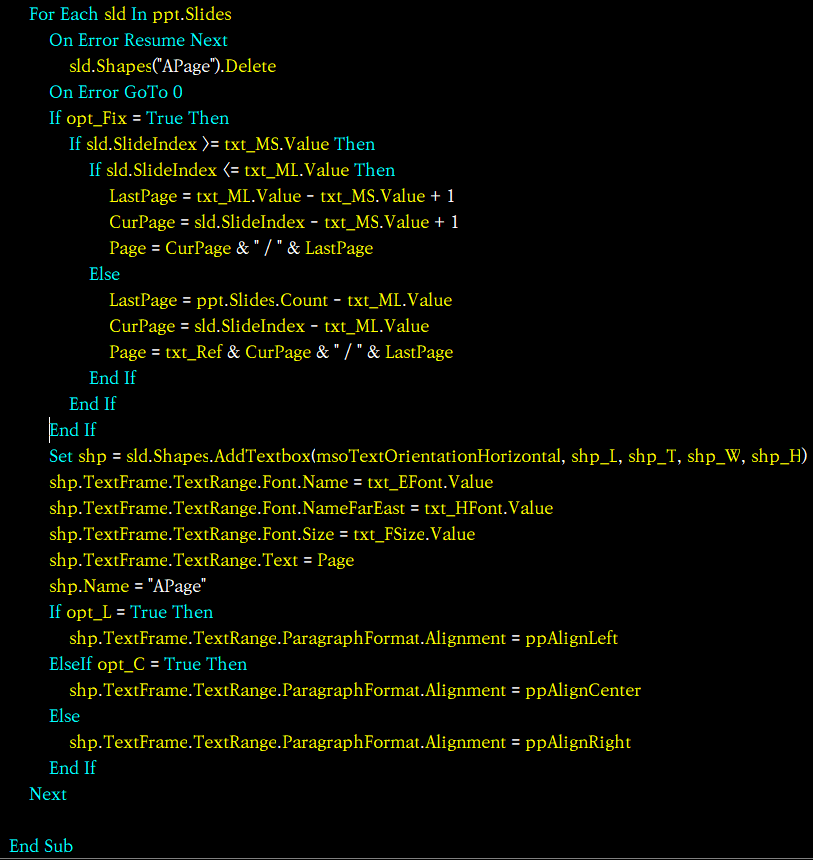 For Each sld In ppt.Slides
On Error Resume Next
sld.Shapes("APage").Delete
On Error GoTo 0
If opt_Fix = True Then
If sld.SlideIndex >= txt_MS.Value Then
If sld.SlideIndex <= txt_ML.Value Then
LastPage = txt_ML.Value - txt_MS.Value + 1
CurPage = sld.SlideIndex - txt_MS.Value + 1
Page = CurPage & " / " & LastPage
Else
LastPage = ppt.Slides.Count - txt_ML.Value
CurPage = sld.SlideIndex - txt_ML.Value
Page = txt_Ref & CurPage & " / " & LastPage
End If
End If
End If
Set shp = sld.Shapes.AddTextbox(msoTextOrientationHorizontal, shp_L, shp_T, shp_W, shp_H)
shp.TextFrame.TextRange.Font.Name = txt_EFont.Value
shp.TextFrame.TextRange.Font.NameFarEast = txt_HFont.Value
shp.TextFrame.TextRange.Font.Size = txt_FSize.Value
shp.TextFrame.TextRange.Text = Page
shp.Name = "APage"
If opt_L = True Then
shp.TextFrame.TextRange.ParagraphFormat.Alignment = ppAlignLeft
ElseIf opt_C = True Then
shp.TextFrame.TextRange.ParagraphFormat.Alignment = ppAlignCenter
Else
shp.TextFrame.TextRange.ParagraphFormat.Alignment = ppAlignRight
End If
Next
End Sub